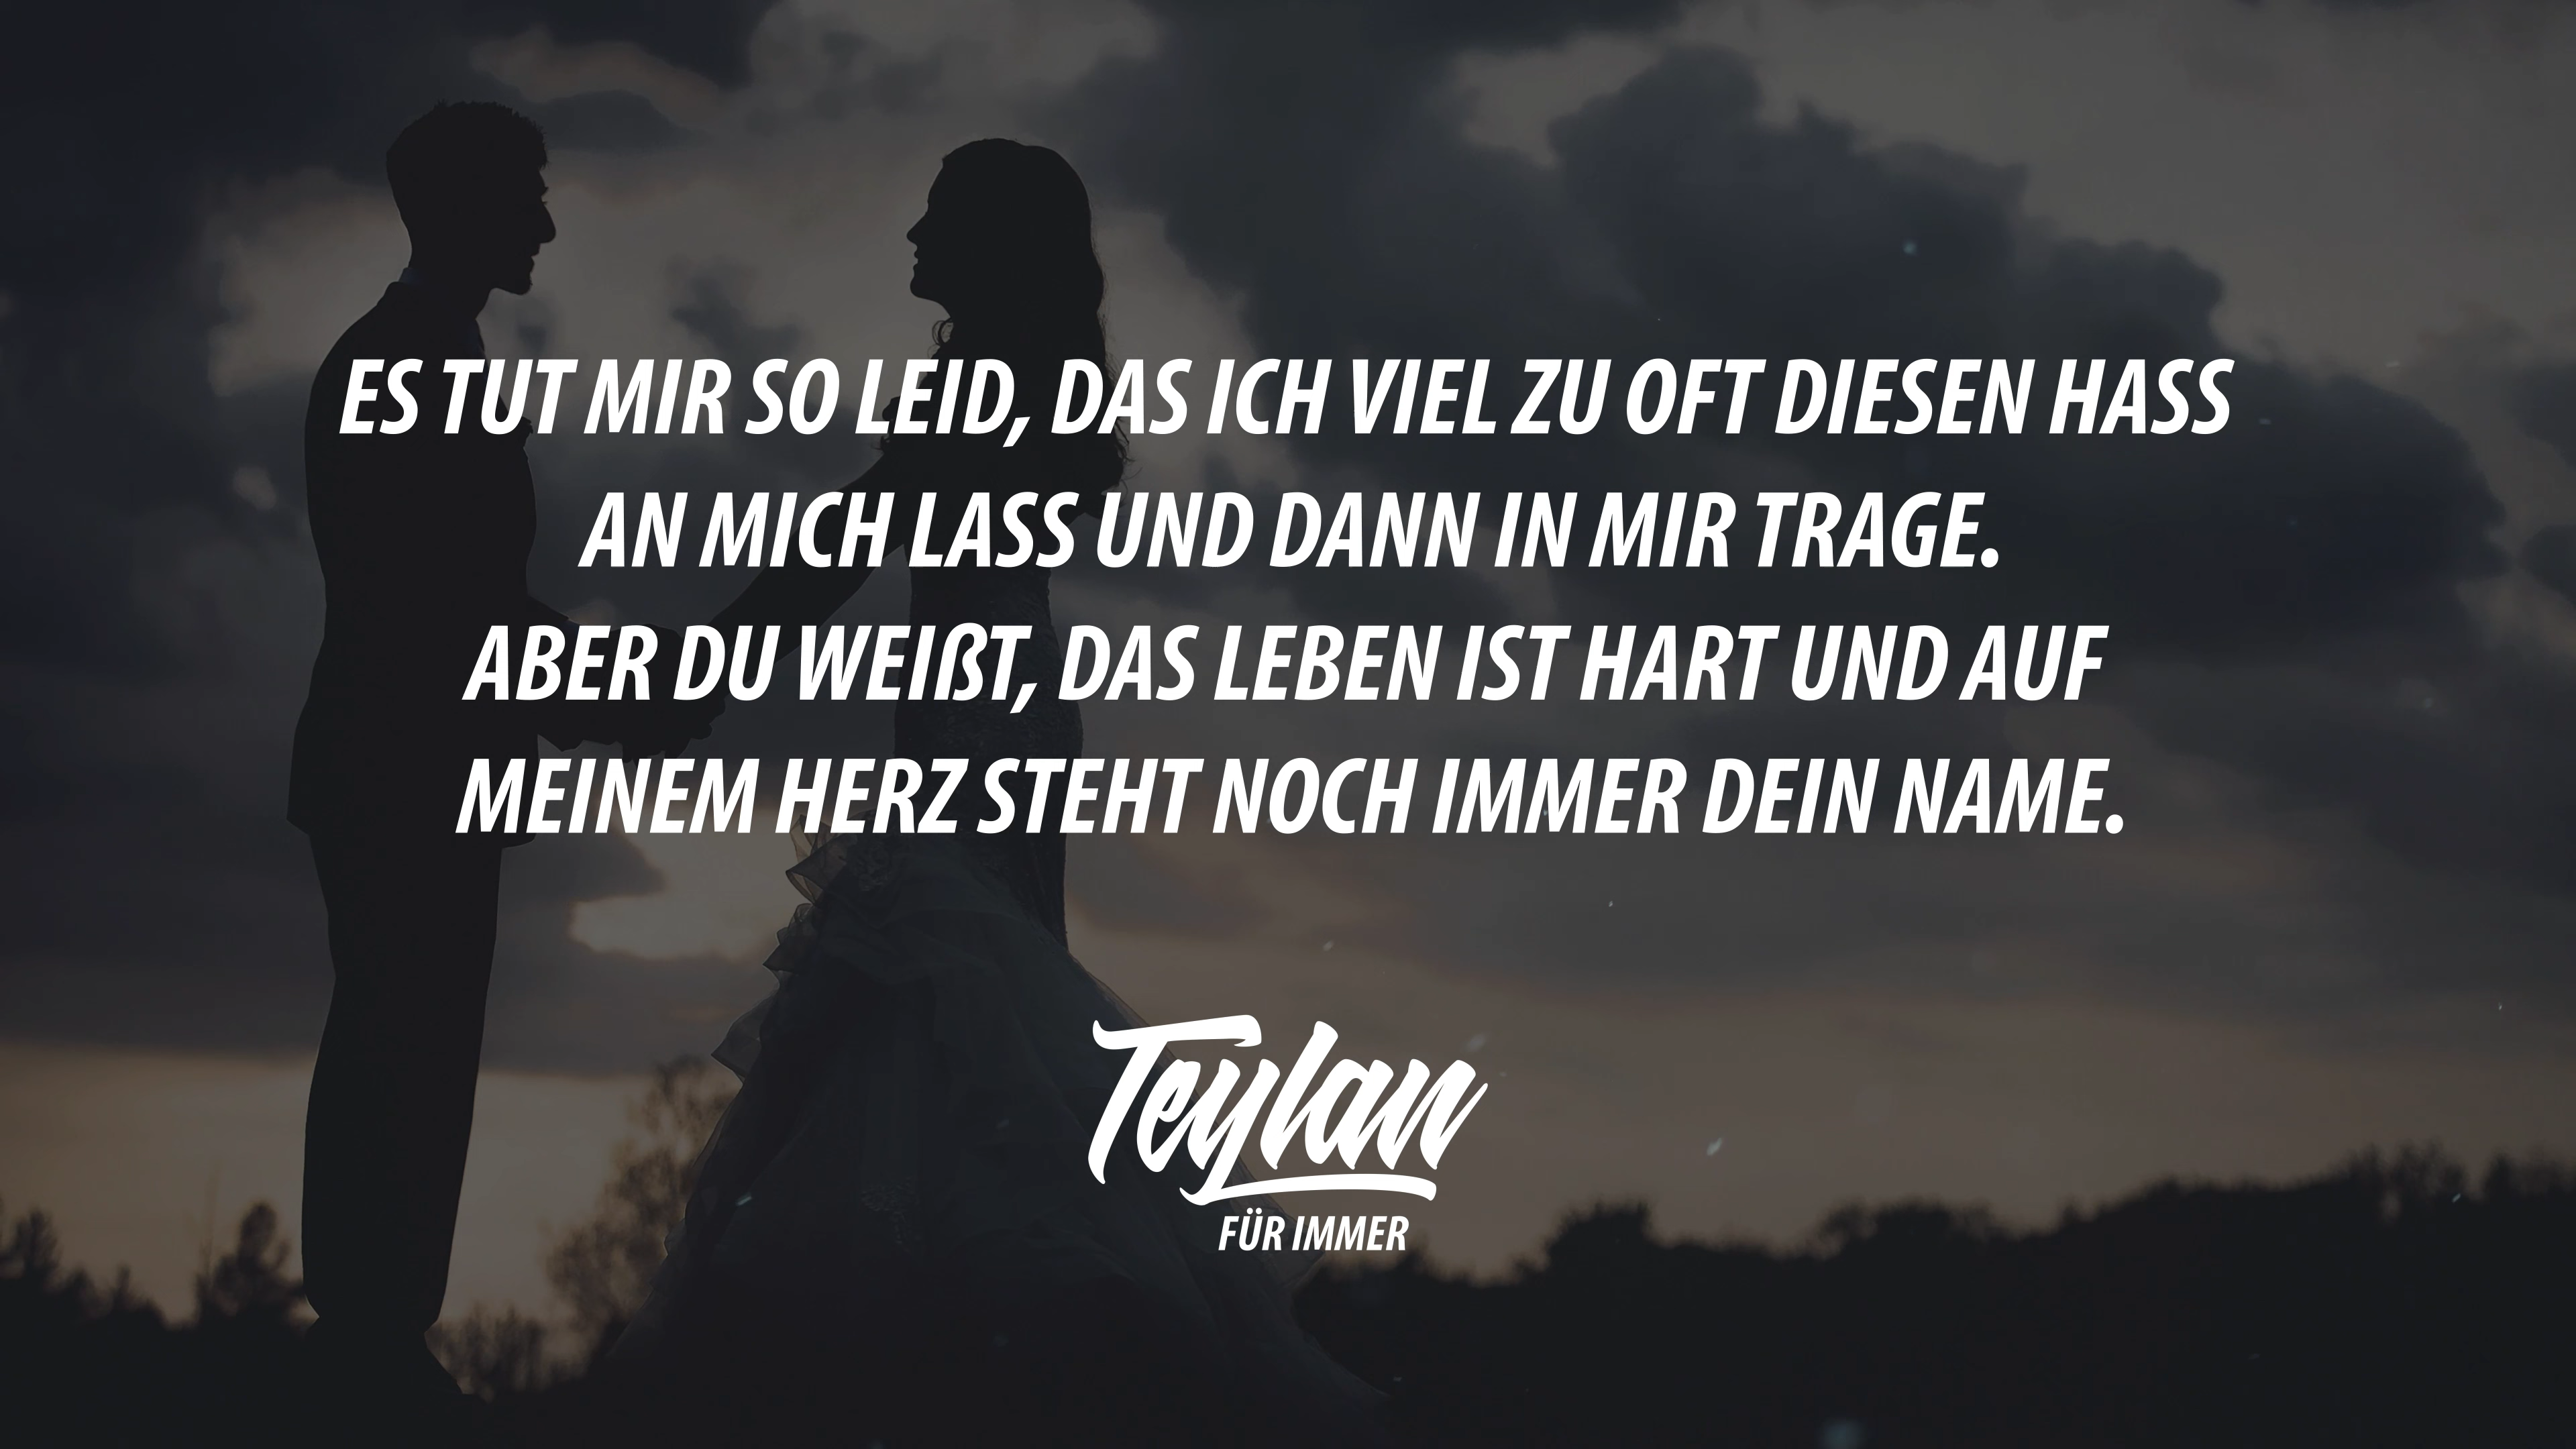 ES TUT MIR SO LEID, DAS ICH VIEL ZU OFT DIESEN HASS
AN MICH LASS UND DANN IN MIR TRAGE.
ABER DU WEIßT, DAS LEBEN IST HART UND AUF
MEINEM HERZ STEHT NOCH IMMER DEIN NAME.
Teylan
FÜR IMMER